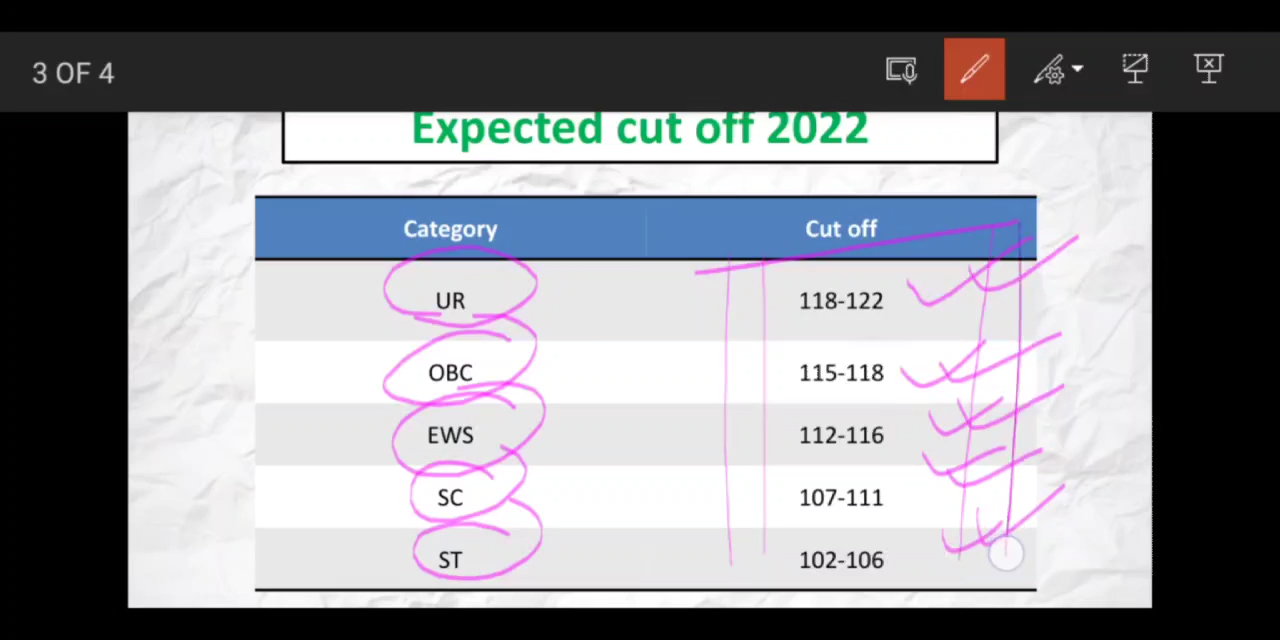 3 OF 4
Expected cut off 2022
Category Cut off
UR 118-122
OBC 115-118
EWS 112-116
SC 107-111
ST 102-106